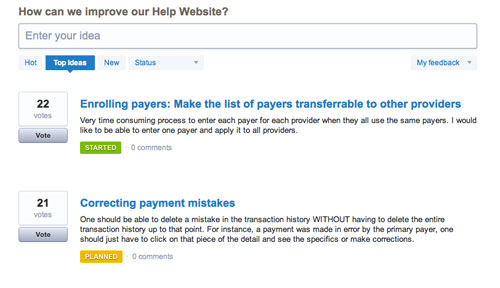 How can we improve our Help Website?
Enter your idea
Hot Top ideas New Status My feedback
22
votes
Vote
Enrolling payers: Make the list of payers transferrable to other providers
Very time consuming process to enter each payer for each provider when they all use the same payers. I would
like to be able to enter one payer and apply it to all providers.
STARTED · 0 comments
21
votes
Vote
Correcting payment mistakes
One should be able to delete a mistake in the transaction history WITHOUT having to delete the entire
transaction history up to that point. For instance, a payment was made in error by the primary payer, one
should just have to click on that piece of the detail and see the specifics or make corrections.
PLANNED · 0 comments